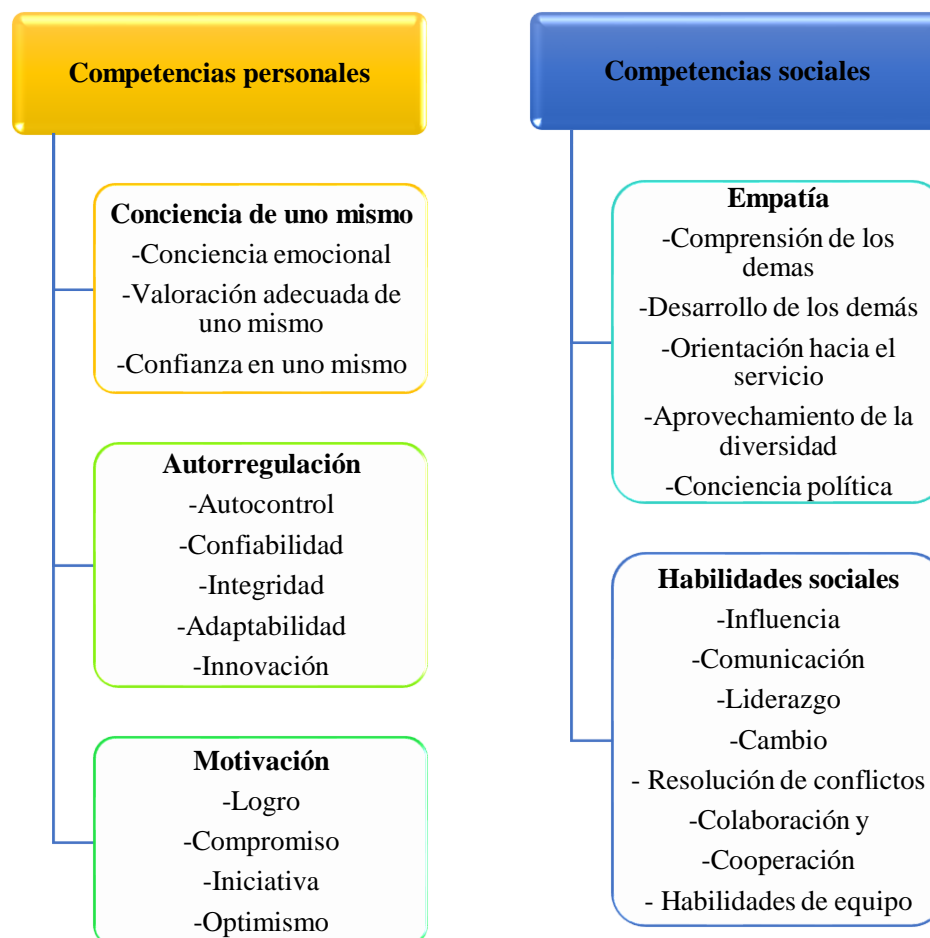 Competencias personales
Conciencia de uno mismo
-Conciencia emocional
-Valoración adecuada de
uno mismo
-Confianza en uno mismo
Autorregulación
-Autocontrol
-Confiabilidad
-Integridad
-Adaptabilidad
-Innovación
Motivación
-Logro
-Compromiso
-Iniciativa
-Optimismo
Competencias sociales
Empatía
-Comprensión de los
demas
-Desarrollo de los demás
-Orientación hacia el
servicio
-Aprovechamiento de la
diversidad
-Conciencia política
Habilidades sociales
-Influencia
-Comunicación
-Liderazgo
-Cambio
- Resolución de conflictos
-Colaboración y
-Cooperación
- Habilidades de equipo